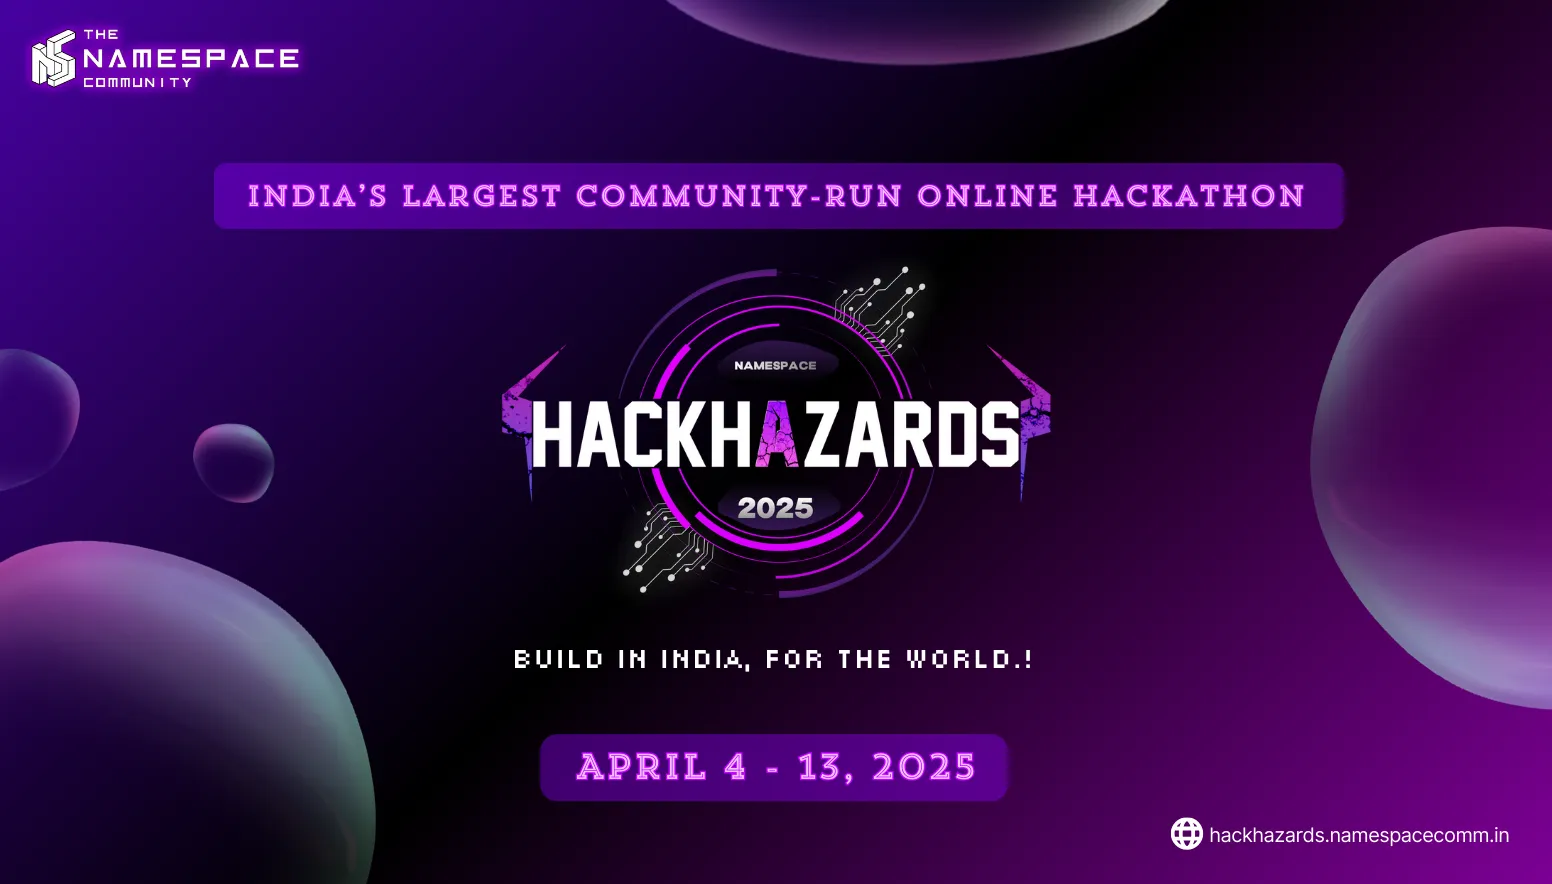 THE
NAMESPACE
COMMUNITY
INDIA'S LARGEST COMMUNITY-RUN ONLINE HACKATHON
NAMESPACE
HACKHAZARDS
2025
BUILD IN INDIA, FOR THE WORLD.!
APRIL 4 - 13, 2025
hackhazards.namespacecomm.in